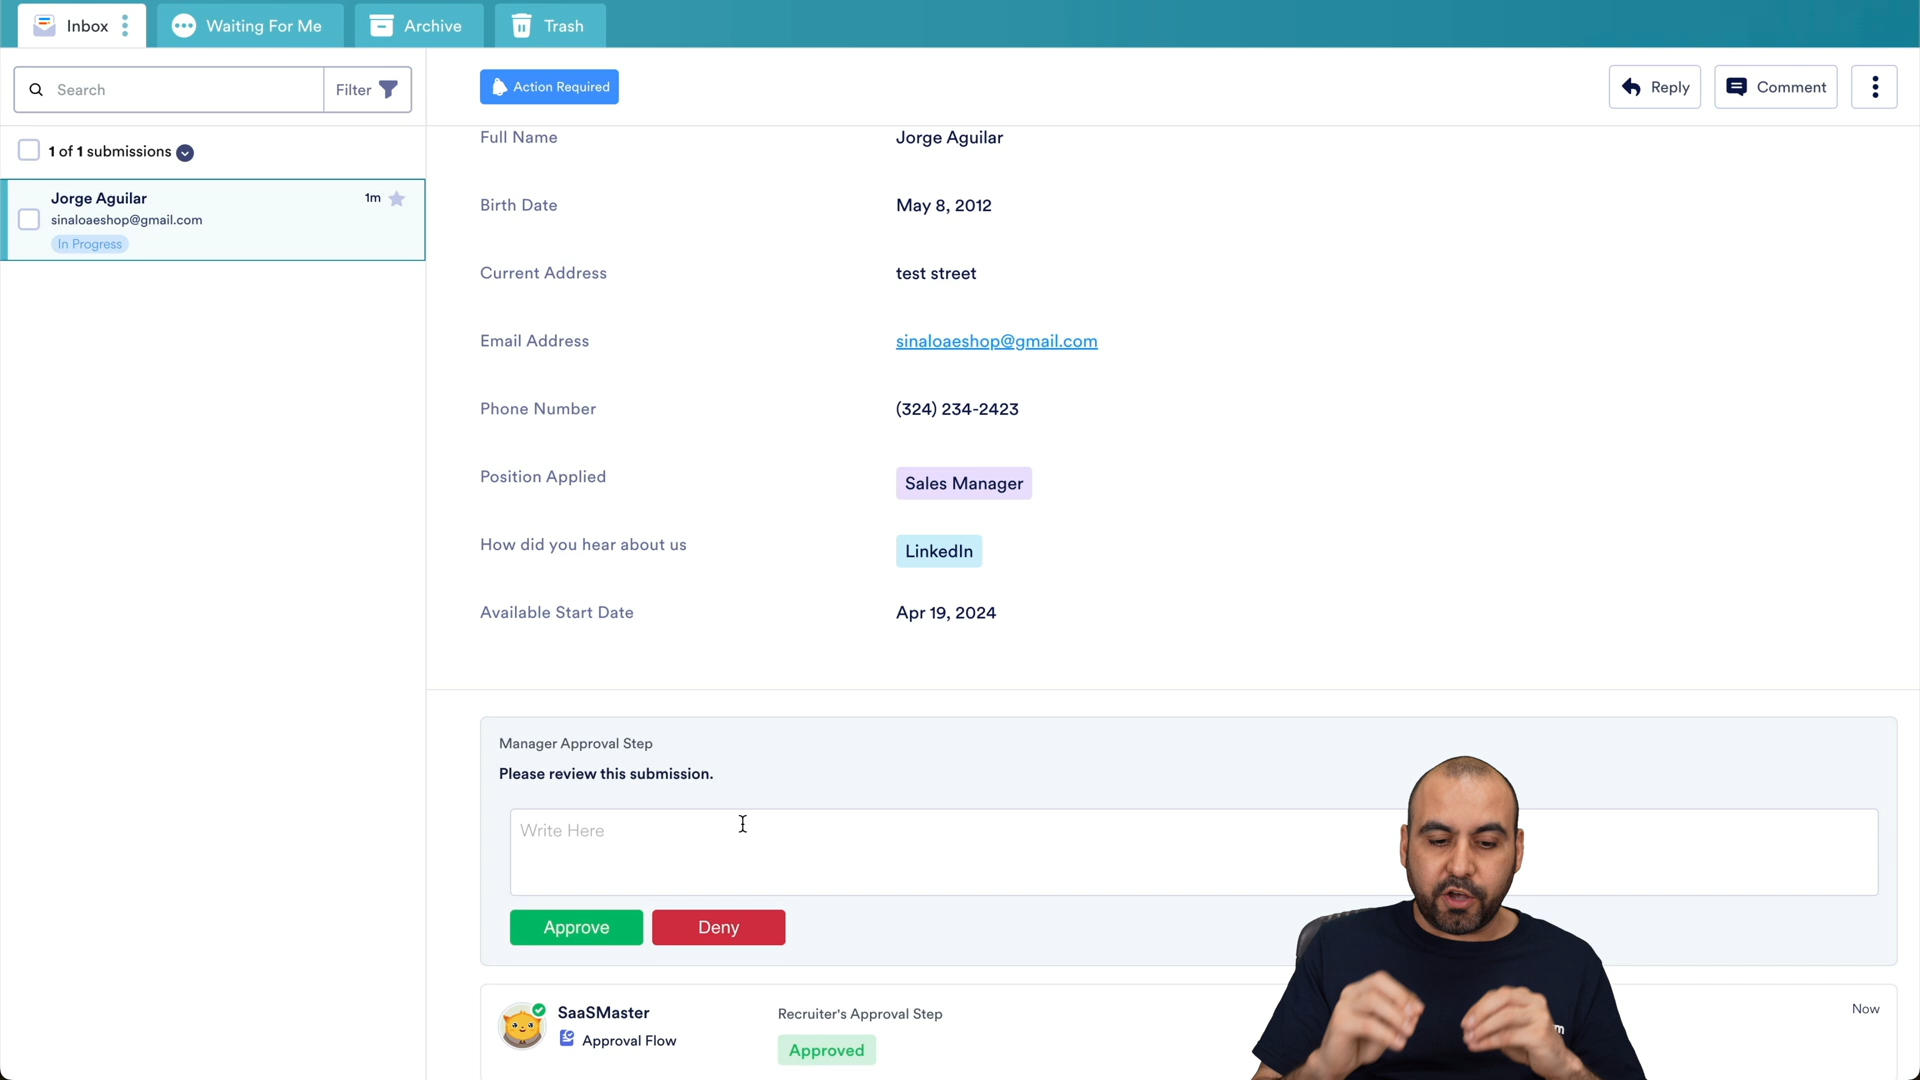 Inbox
Waiting For Me
Archive
Trash
Search
Filter
Action Required
Reply
Comment
1 of 1 submissions
Jorge Aguilar
1m
sinaloaeshop@gmail.com
In Progress
Full Name
Jorge Aguilar
Birth Date
May 8, 2012
Current Address
test street
Email Address
sinaloaeshop@gmail.com
Phone Number
(324) 234-2423
Position Applied
Sales Manager
How did you hear about us
LinkedIn
Available Start Date
Apr 19, 2024
Manager Approval Step
Please review this submission.
Write Here
Approve
Deny
SaaSMaster
Approval Flow
Recruiter's Approval Step
Approved
Now